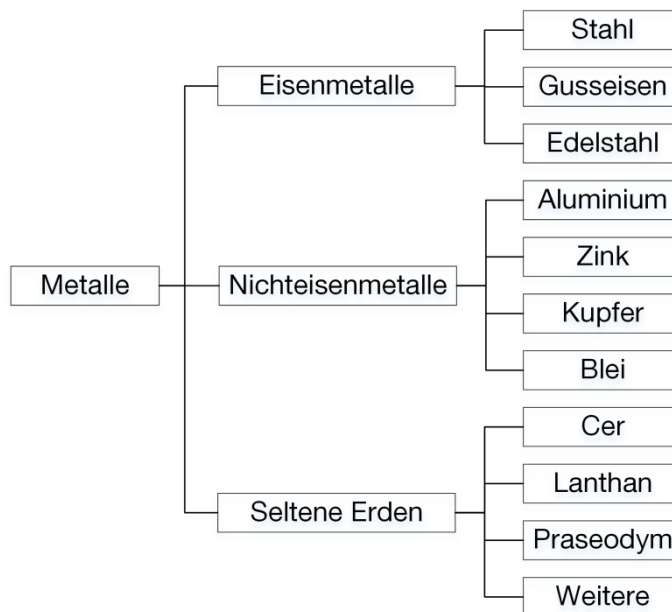 Metalle
Eisenmetalle
Stahl
Gusseisen
Edelstahl
Nichteisenmetalle
Aluminium
Zink
Kupfer
Blei
Seltene Erden
Cer
Lanthan
Praseodym
Weitere